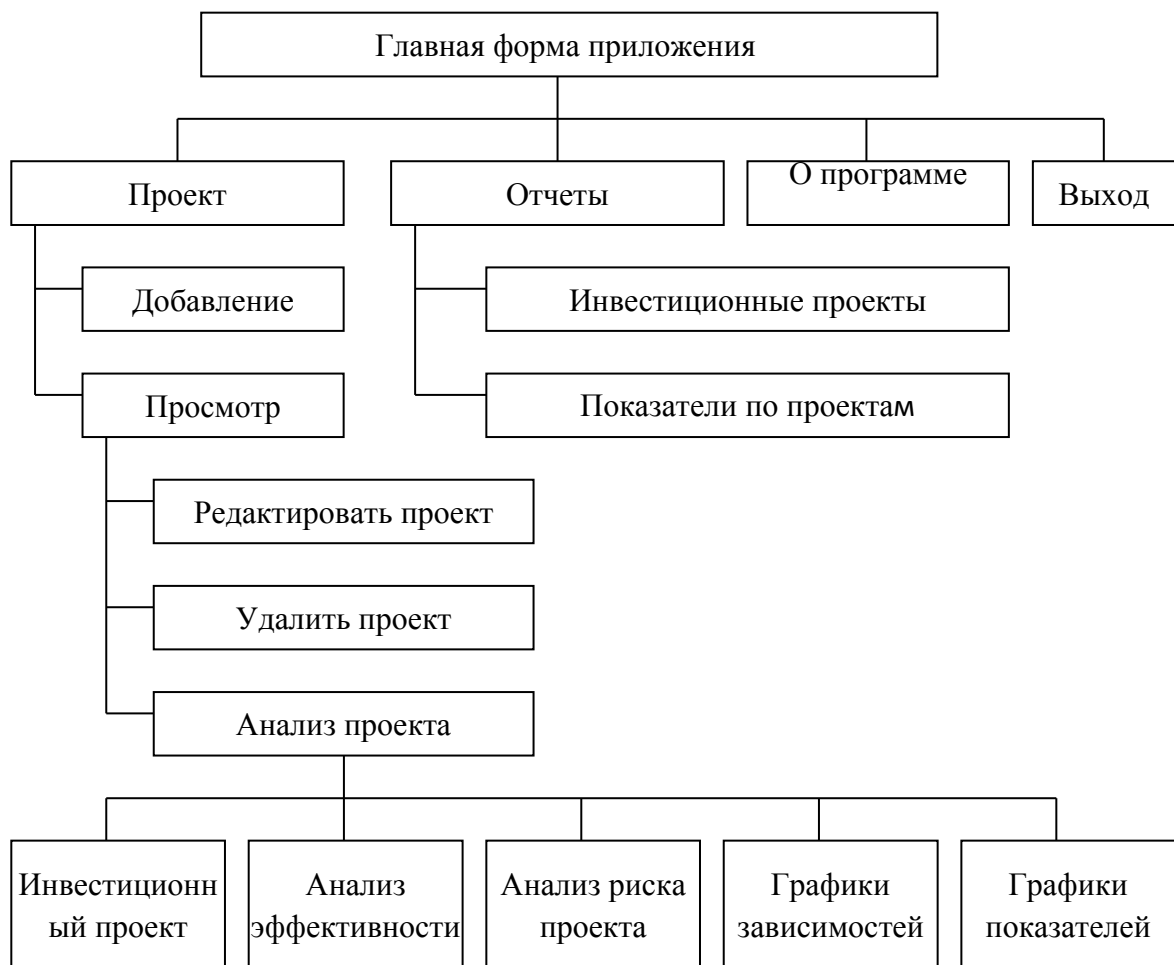 Главная форма приложения
Проект
Отчеты
О программе
Выход
Добавление
Инвестиционные проекты
Просмотр
Показатели по проектам
Редактировать проект
Удалить проект
Анализ проекта
Инвестиционн
ый проект
Анализ
эффективности
Анализ риска
проекта
Графики
зависимостей
Графики
показателей